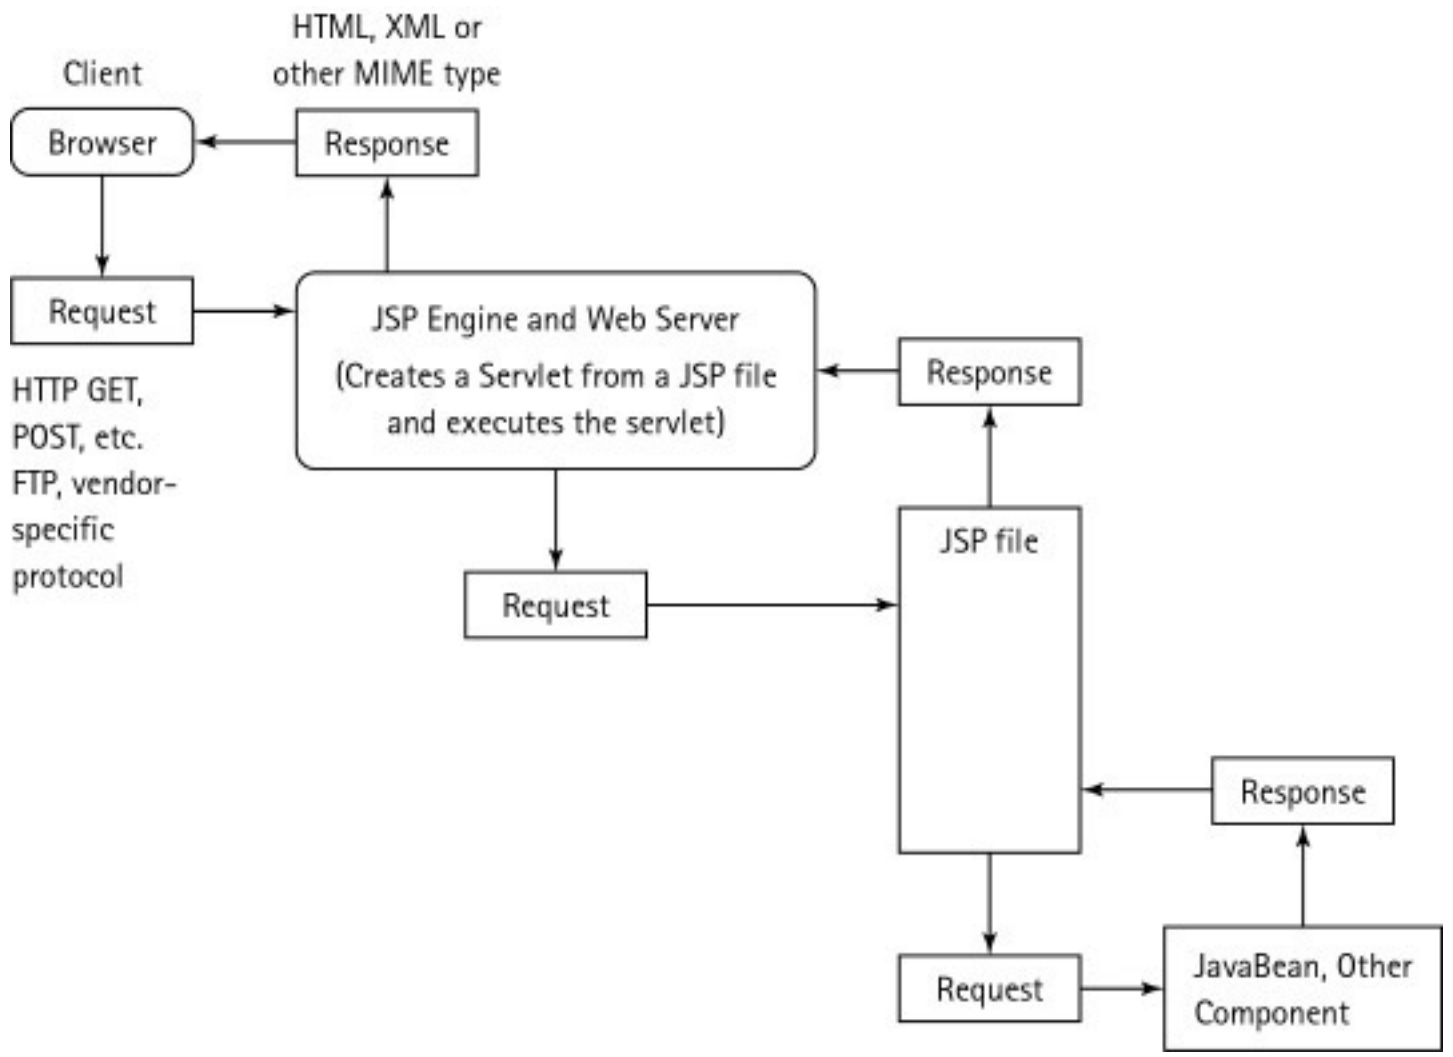 HTML, XML or
other MIME type
Client
Browser
Response
Request
HTTP GET,
POST, etc.
FTP, vendor-
specific
protocol
JSP Engine and Web Server
(Creates a Servlet from a JSP file
and executes the servlet)
Response
Request
JSP file
Response
Request
JavaBean, Other
Component